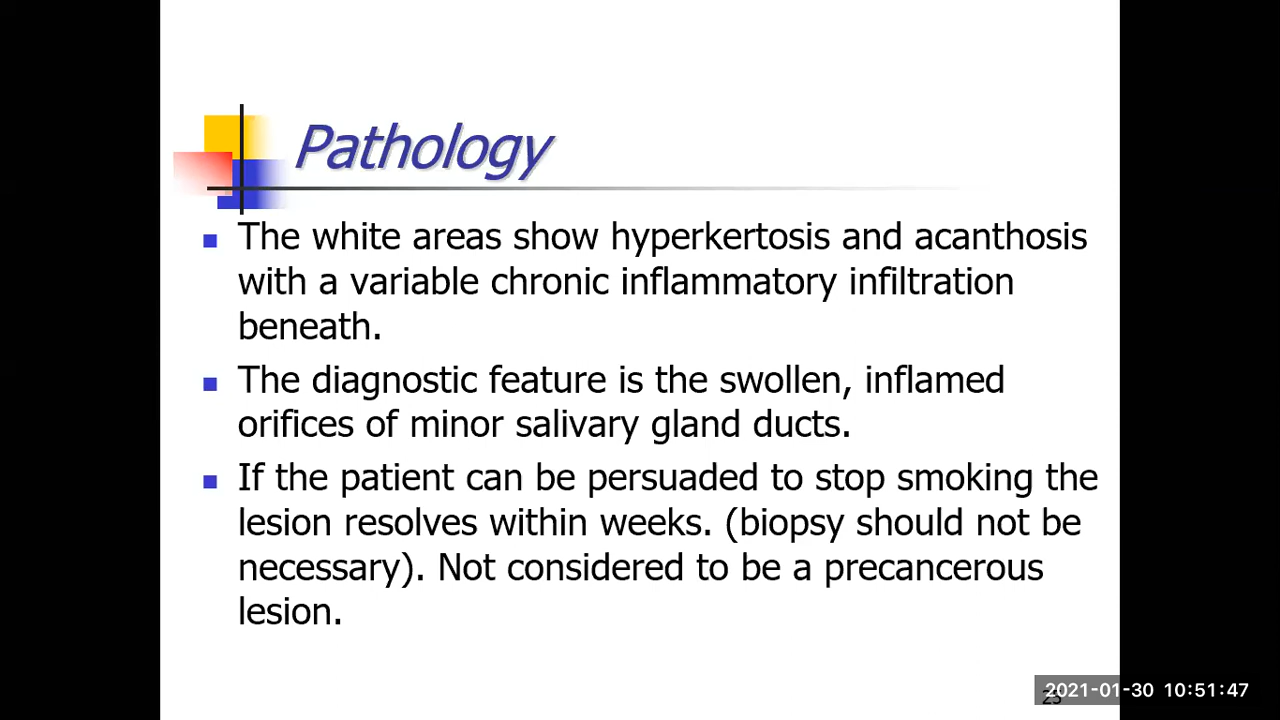 Pathology
The white areas show hyperkertosis and acanthosis
with a variable chronic inflammatory infiltration
beneath.
The diagnostic feature is the swollen, inflamed
orifices of minor salivary gland ducts.
If the patient can be persuaded to stop smoking the
lesion resolves within weeks. (biopsy should not be
necessary). Not considered to be a precancerous
lesion.
2021-01-30 10:51:47